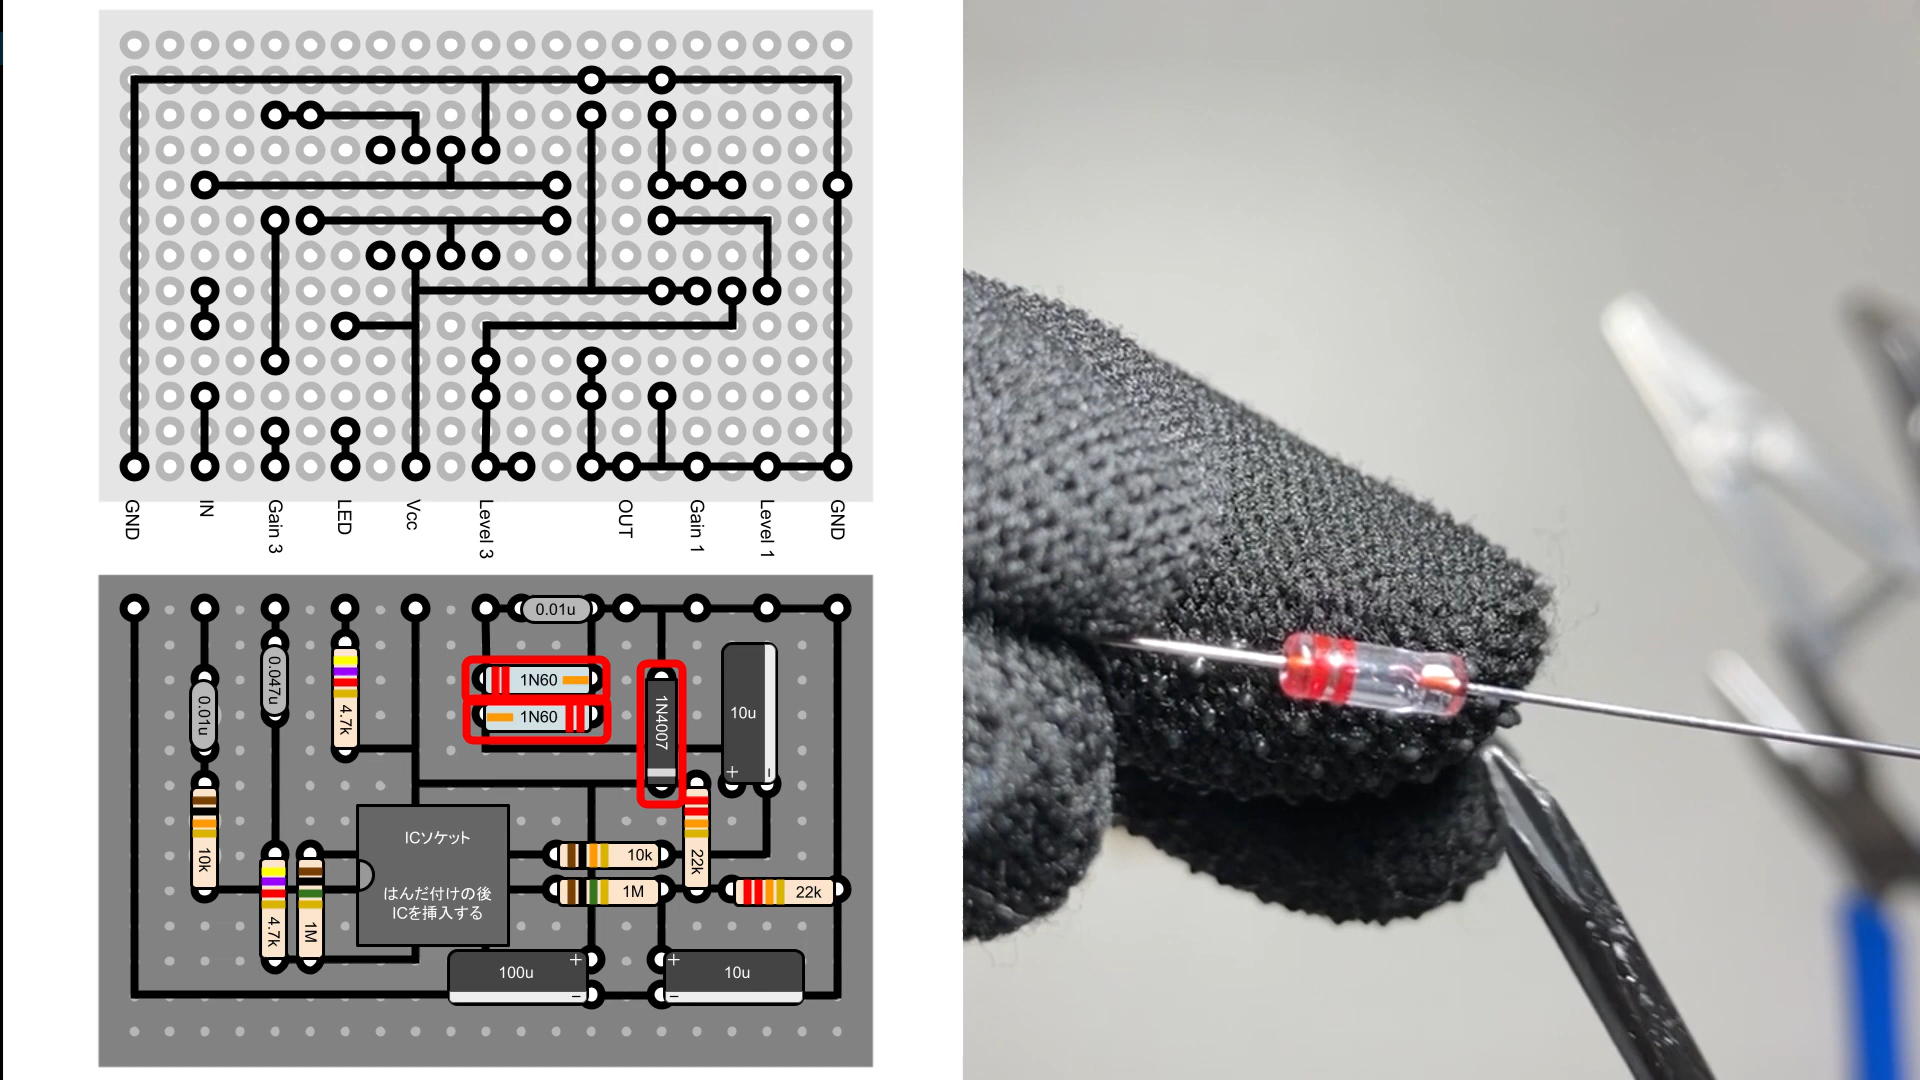 GND
IN
Gain 3
LED
Vcc
Level 3
OUT
Gain 1
Level 1
GND
0.01u
0.047u
0.01u
4.7k
1N60
1N60
1N4007
10u
+ −
10k
ICソケット
はんだ付けの後
ICを挿入する
10k
22k
1M
22k
4.7k
1M
100u
+
−
10u
+
−